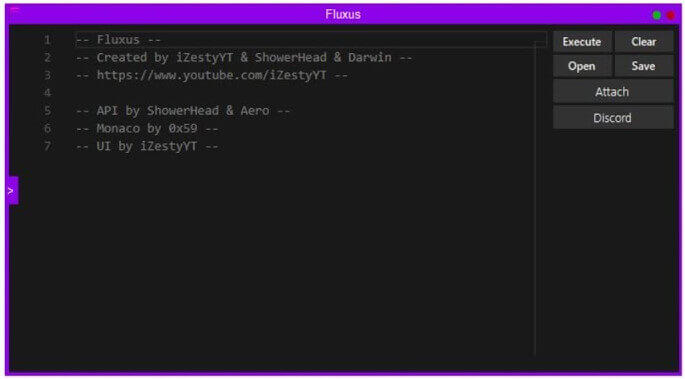 Fluxus
1 -- Fluxus --
2 -- Created by iZestyYT & ShowerHead & Darwin --
3 -- https://www.youtube.com/iZestyYT --
4
5 -- API by ShowerHead & Aero --
6 -- Monaco by 0x59 --
7 -- UI by iZestyYT --
>
Execute Clear
Open Save
Attach
Discord